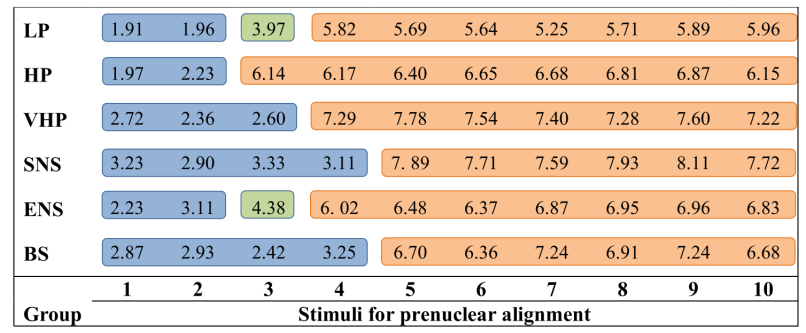 LP 1.91 1.96 3.97 5.82 5.69 5.64 5.25 5.71 5.89 5.96
HP 1.97 2.23 6.14 6.17 6.40 6.65 6.68 6.81 6.87 6.15
VHP 2.72 2.36 2.60 7.29 7.78 7.54 7.40 7.28 7.60 7.22
SNS 3.23 2.90 3.33 3.11 7. 89 7.71 7.59 7.93 8.11 7.72
ENS 2.23 3.11 4.38 6. 02 6.48 6.37 6.87 6.95 6.96 6.83
BS 2.87 2.93 2.42 3.25 6.70 6.36 7.24 6.91 7.24 6.68
1 2 3 4 5 6 7 8 9 10
Group Stimuli for prenuclear alignment